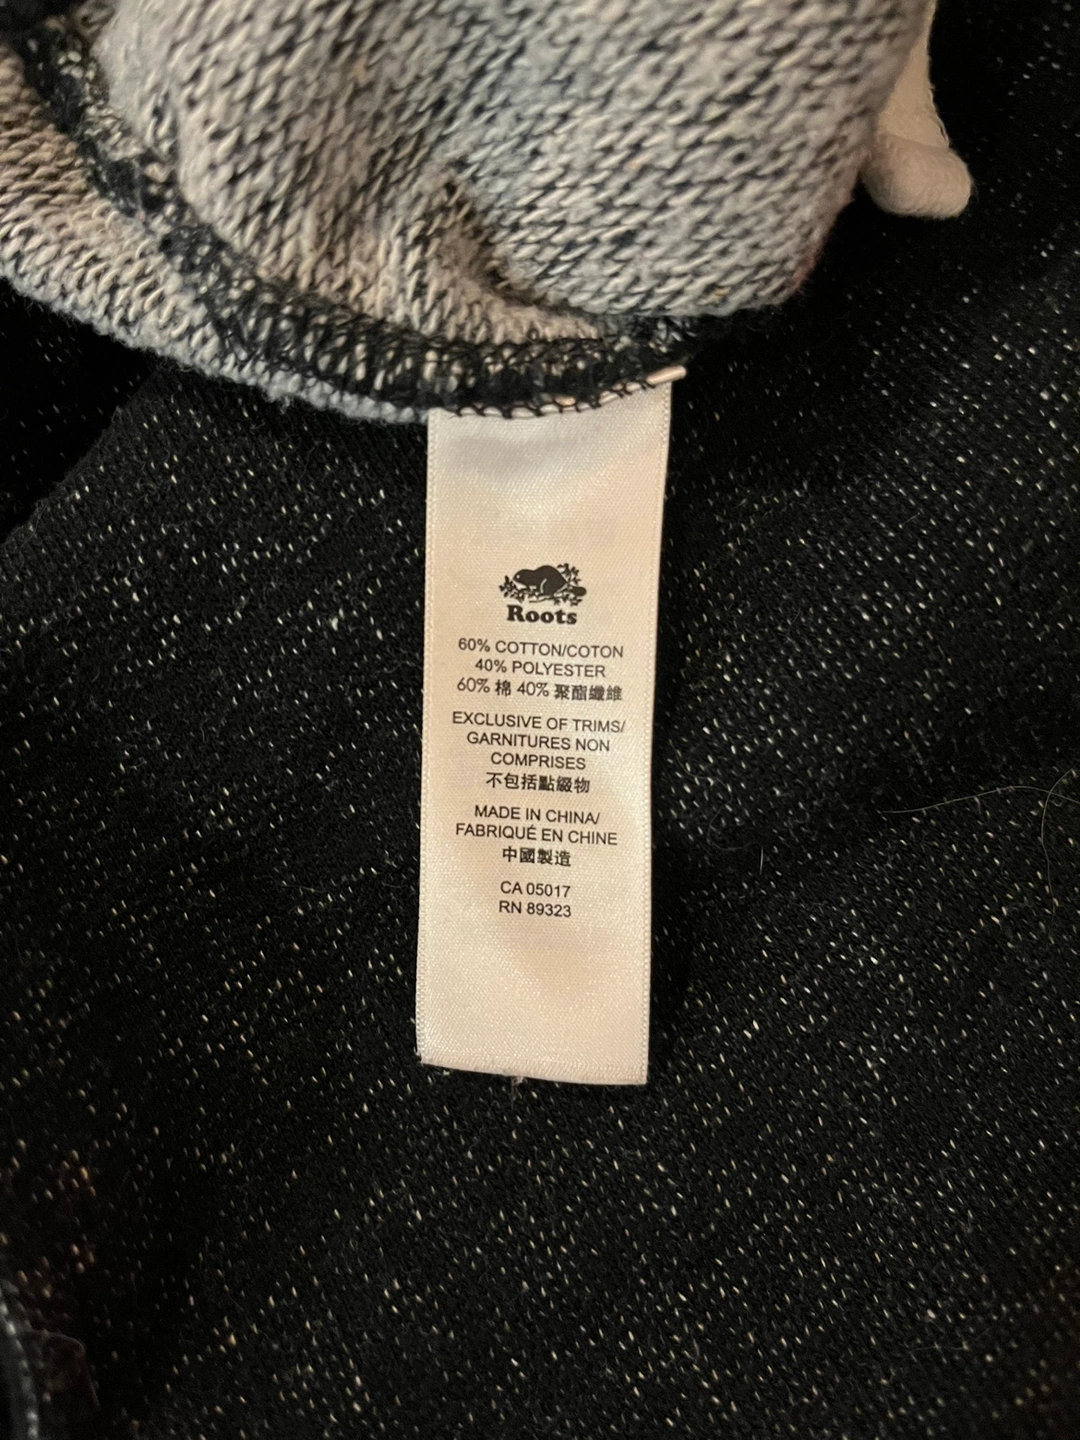 Roots
60% COTTON/COTON
40% POLYESTER
60% 棉 40% 聚酯纖維
EXCLUSIVE OF TRIMS/
GARNITURES NON
COMPRISES
不包括點綴物
MADE IN CHINA/
FABRIQUÉ EN CHINE
中國製造
CA 05017
RN 89323